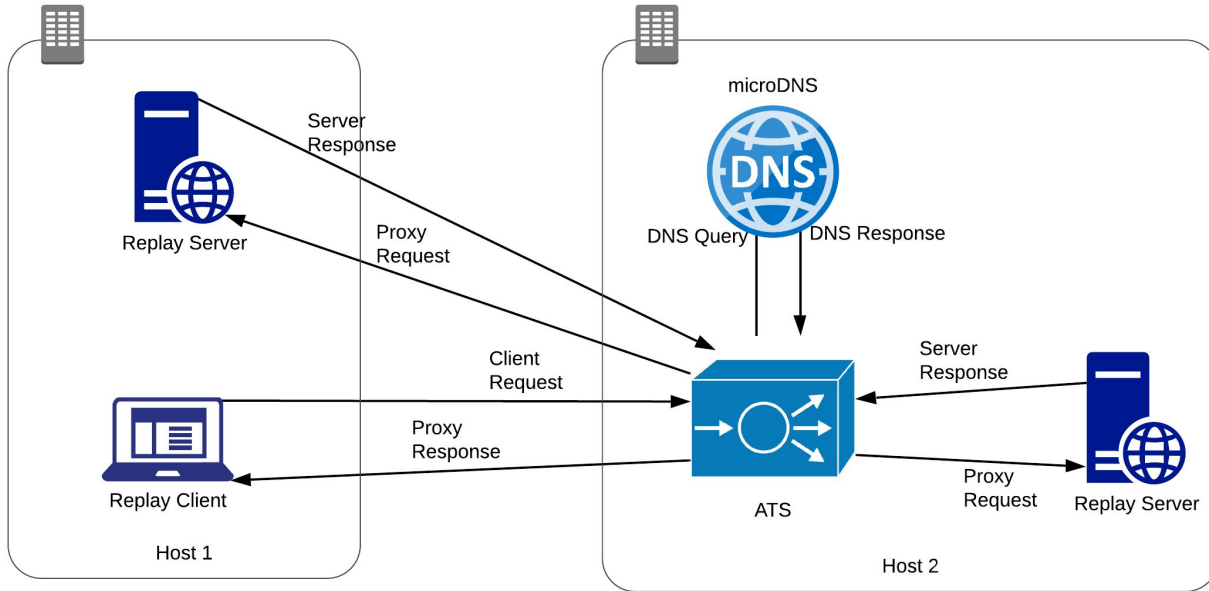 Server
Response
Replay Server
Proxy
Request
Client
Request
Proxy
Response
Replay Client
Host 1
microDNS
DNS
DNS Query
DNS Response
Server
Response
Proxy
Request
Replay Server
ATS
Host 2